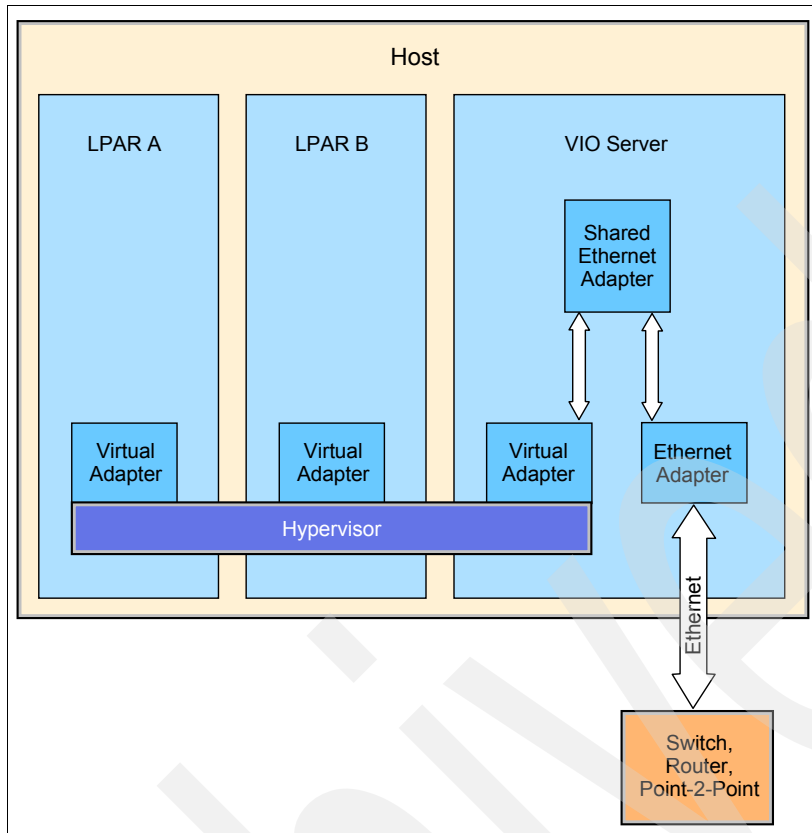 Host
LPAR A
LPAR B
VIO Server
Shared
Ethernet
Adapter
Virtual
Adapter
Virtual
Adapter
Virtual
Adapter
Ethernet
Adapter
Hypervisor
Ethernet
Switch,
Router,
Point-2-Point